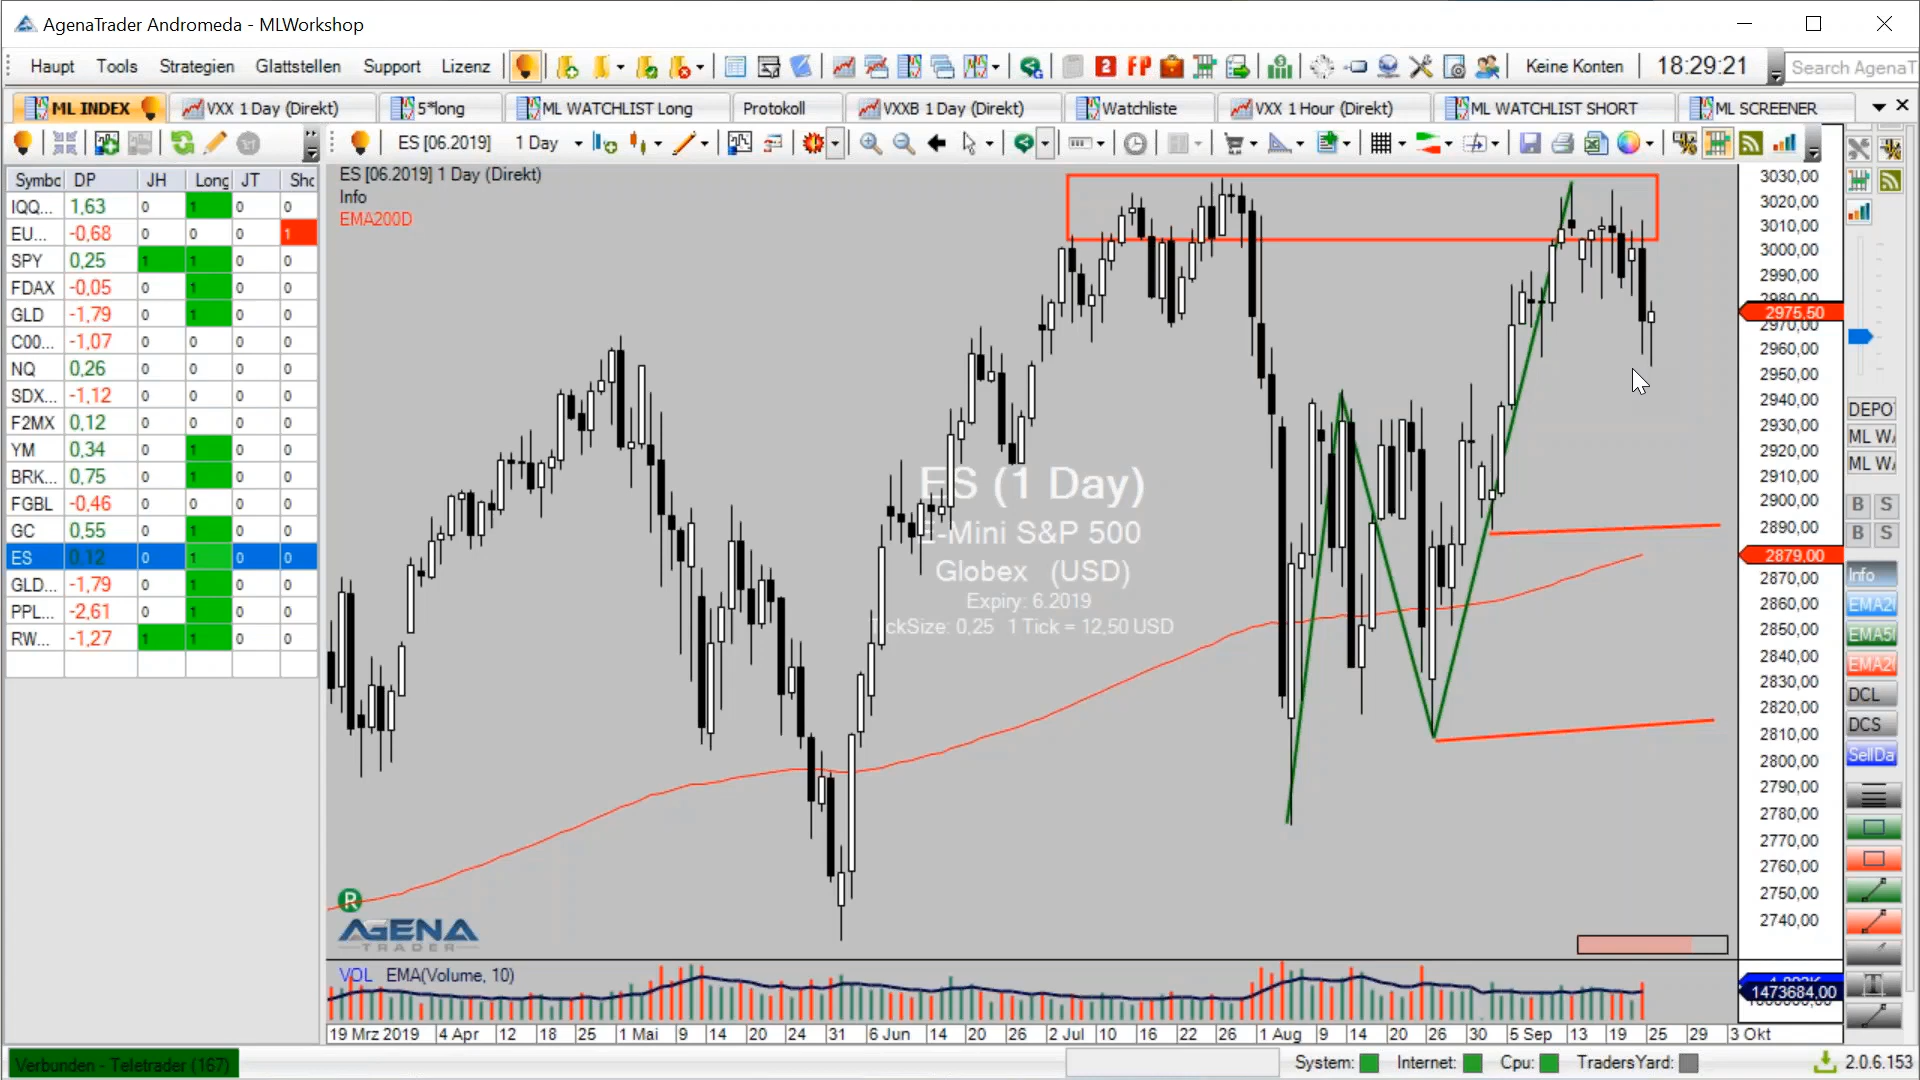 AgenaTrader Andromeda - MLWorkshop
Haupt Tools Strategien Glattstellen Support Lizenz 2 FP Keine Konten 18:29:21 Search AgenaT
ML INDEX VXX 1 Day (Direkt) 5*long ML WATCHLIST Long Protokoll VXXB 1 Day (Direkt) Watchliste VXX 1 Hour (Direkt) ML WATCHLIST SHORT ML SCREENER
ES [06.2019] 1 Day
Symbc DP JH Long JT Shc
IQQ... 1,63 0 1 0 0
EU... -0,68 0 0 0 1
SPY 0,25 1 1 0 0
FDAX -0,05 0 1 0 0
GLD -1,79 0 1 0 0
C00... -1,07 0 0 0 0
NQ 0,26 0 0 0 0
SDX... -1,12 0 0 0 0
F2MX 0,12 0 0 0 0
YM 0,34 0 1 0 0
BRK... 0,75 0 1 0 0
FGBL -0,46 0 0 0 0
GC 0,55 0 1 0 0
ES 0,12 0 1 0 0
GLD... -1,79 0 1 0 0
PPL... -2,61 0 1 0 0
RW... -1,27 1 1 0 0
ES [06.2019] 1 Day (Direkt)
Info
EMA200D
ES (1 Day)
E-Mini S&P 500
Globex (USD)
Expiry: 6.2019
TickSize: 0,25 1 Tick = 12,50 USD
R
AGENA
TRADER
3030,00
3020,00
3010,00
3000,00
2990,00
2980,00
2975,50
2970,00
2960,00
2950,00
2940,00
2930,00
2920,00
2910,00
2900,00
2890,00
2879,00
2870,00
2860,00
2850,00
2840,00
2830,00
2820,00
2810,00
2800,00
2790,00
2780,00
2770,00
2760,00
2750,00
2740,00
DEPO
ML WA
ML WA
B S
B S
Info
EMA20
EMA50
EMA20
DCL
DCS
SellDa
T
VOL EMA(Volume, 10)
1473684,00
19 Mrz 2019 4 Apr 12 18 25 1 Mai 9 14 20 24 31 6 Jun 14 20 26 2 Jul 10 16 22 26 1 Aug 9 14 20 26 30 5 Sep 13 19 25 29 3 Okt
Verbunden - Teletrader (167) System: Internet: Cpu: TradersYard: 2.0.6.153